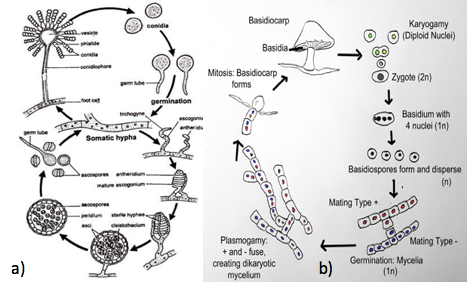 conidia
vesicle
phialide
conidia
conidiophore
germ tube
germination
foot cell
trichogyne
ascogonium
antheridium
Somatic hypha
germ tube
ascospores
antheridium
mature ascogonium
ascospores
peridium
asci
sterile hyphae
cleistothecium
a)
Basidiocarp
Basidia
Karyogamy
(Diploid Nuclei)
Mitosis: Basidiocarp
forms
Zygote (2n)
Basidium with
4 nuclei (1n)
Basidiospores form and disperse
(n)
Mating Type +
Mating Type -
Plasmogamy:
+ and - fuse,
creating dikaryotic
mycelium
Germination: Mycelia
(1n)
b)